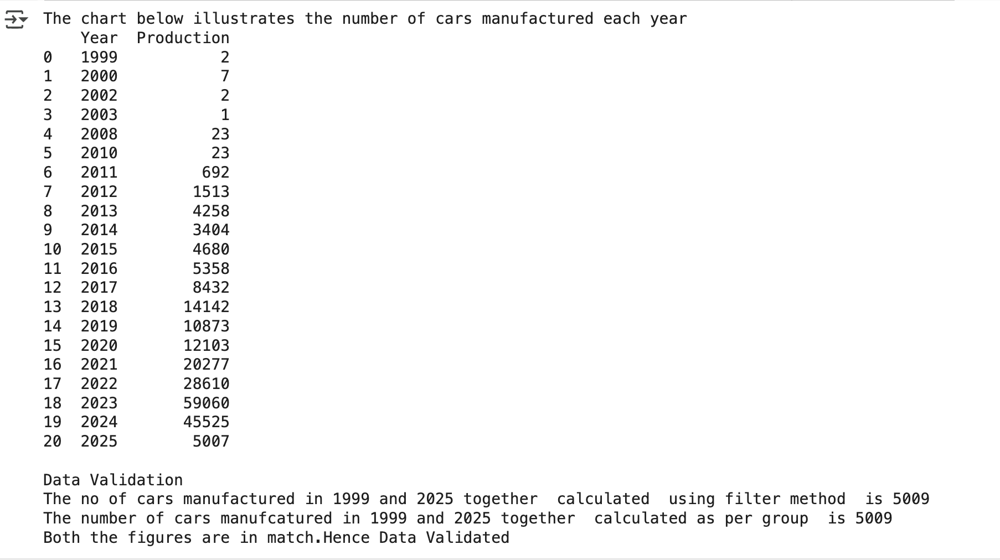 The chart below illustrates the number of cars manufactured each year
    Year  Production
0   1999           2
1   2000           7
2   2002           2
3   2003           1
4   2008          23
5   2010          23
6   2011         692
7   2012        1513
8   2013        4258
9   2014        3404
10  2015        4680
11  2016        5358
12  2017        8432
13  2018       14142
14  2019       10873
15  2020       12103
16  2021       20277
17  2022       28610
18  2023       59060
19  2024       45525
20  2025        5007
Data Validation
The no of cars manufactured in 1999 and 2025 together  calculated  using filter method  is 5009
The number of cars manufcatured in 1999 and 2025 together  calculated as per group  is 5009
Both the figures are in match.Hence Data Validated